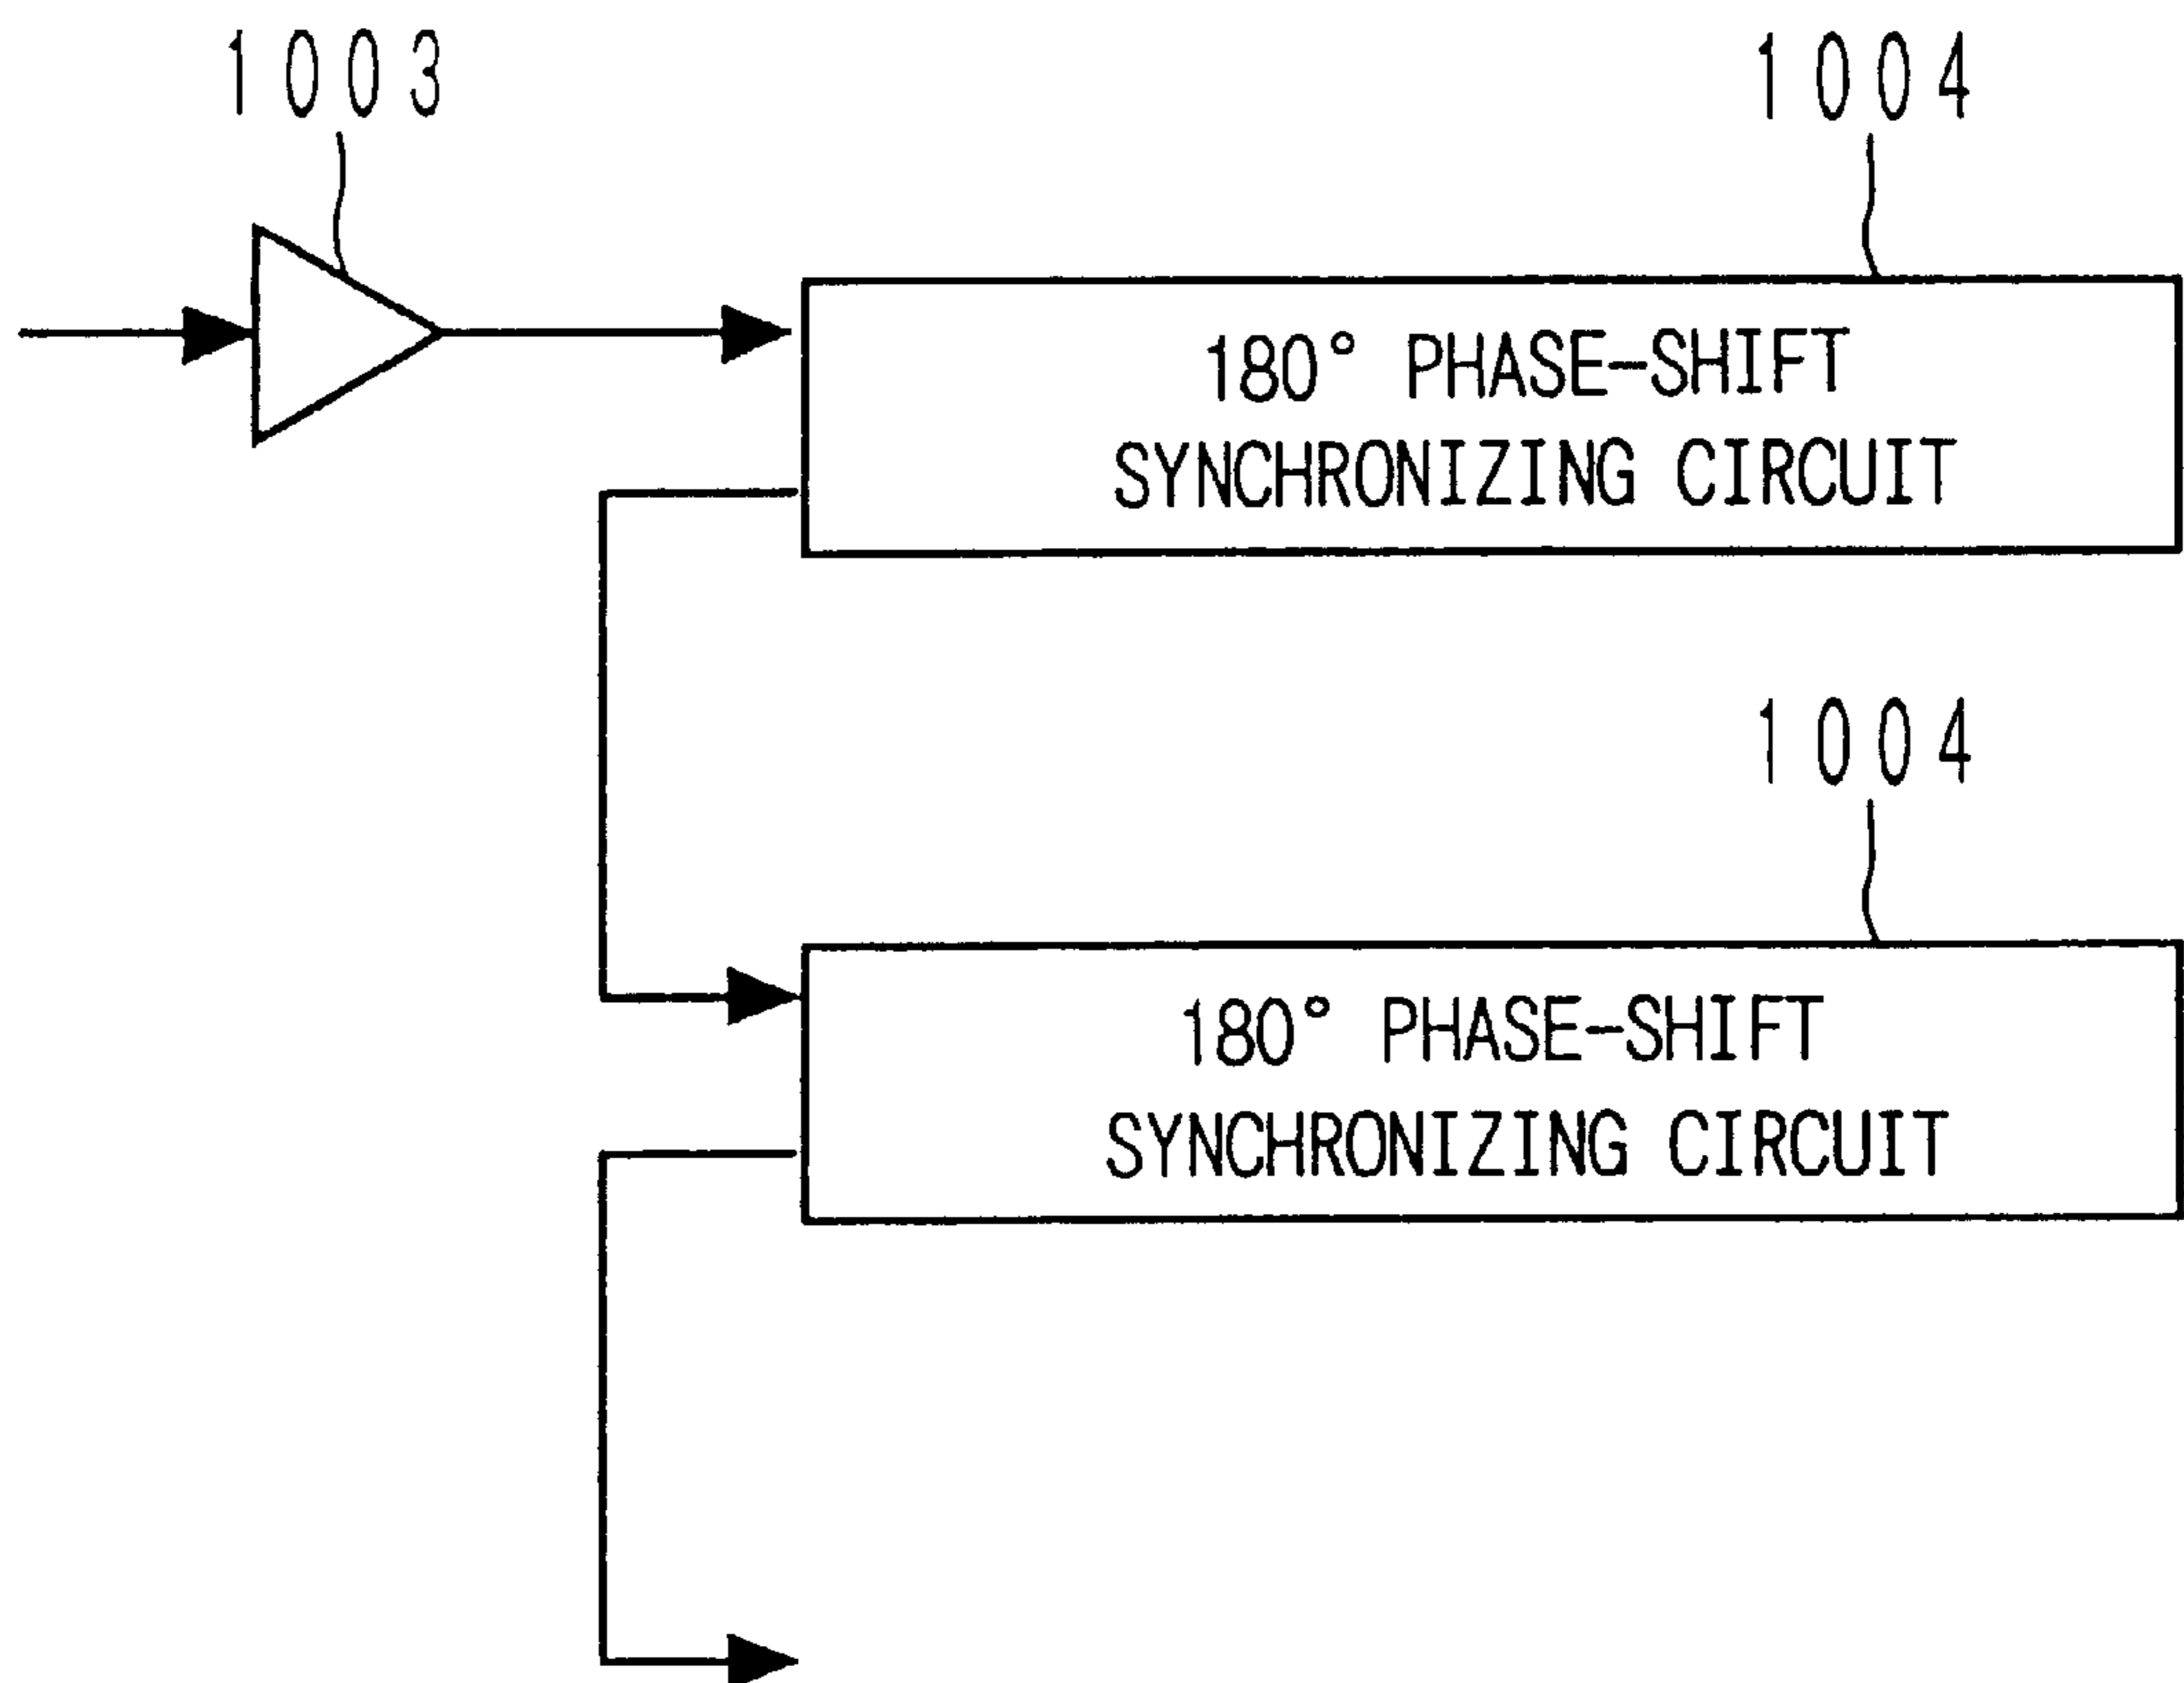 1003
1004
180° PHASE-SHIFT
SYNCHRONIZING CIRCUIT
1004
180° PHASE-SHIFT
SYNCHRONIZING CIRCUIT